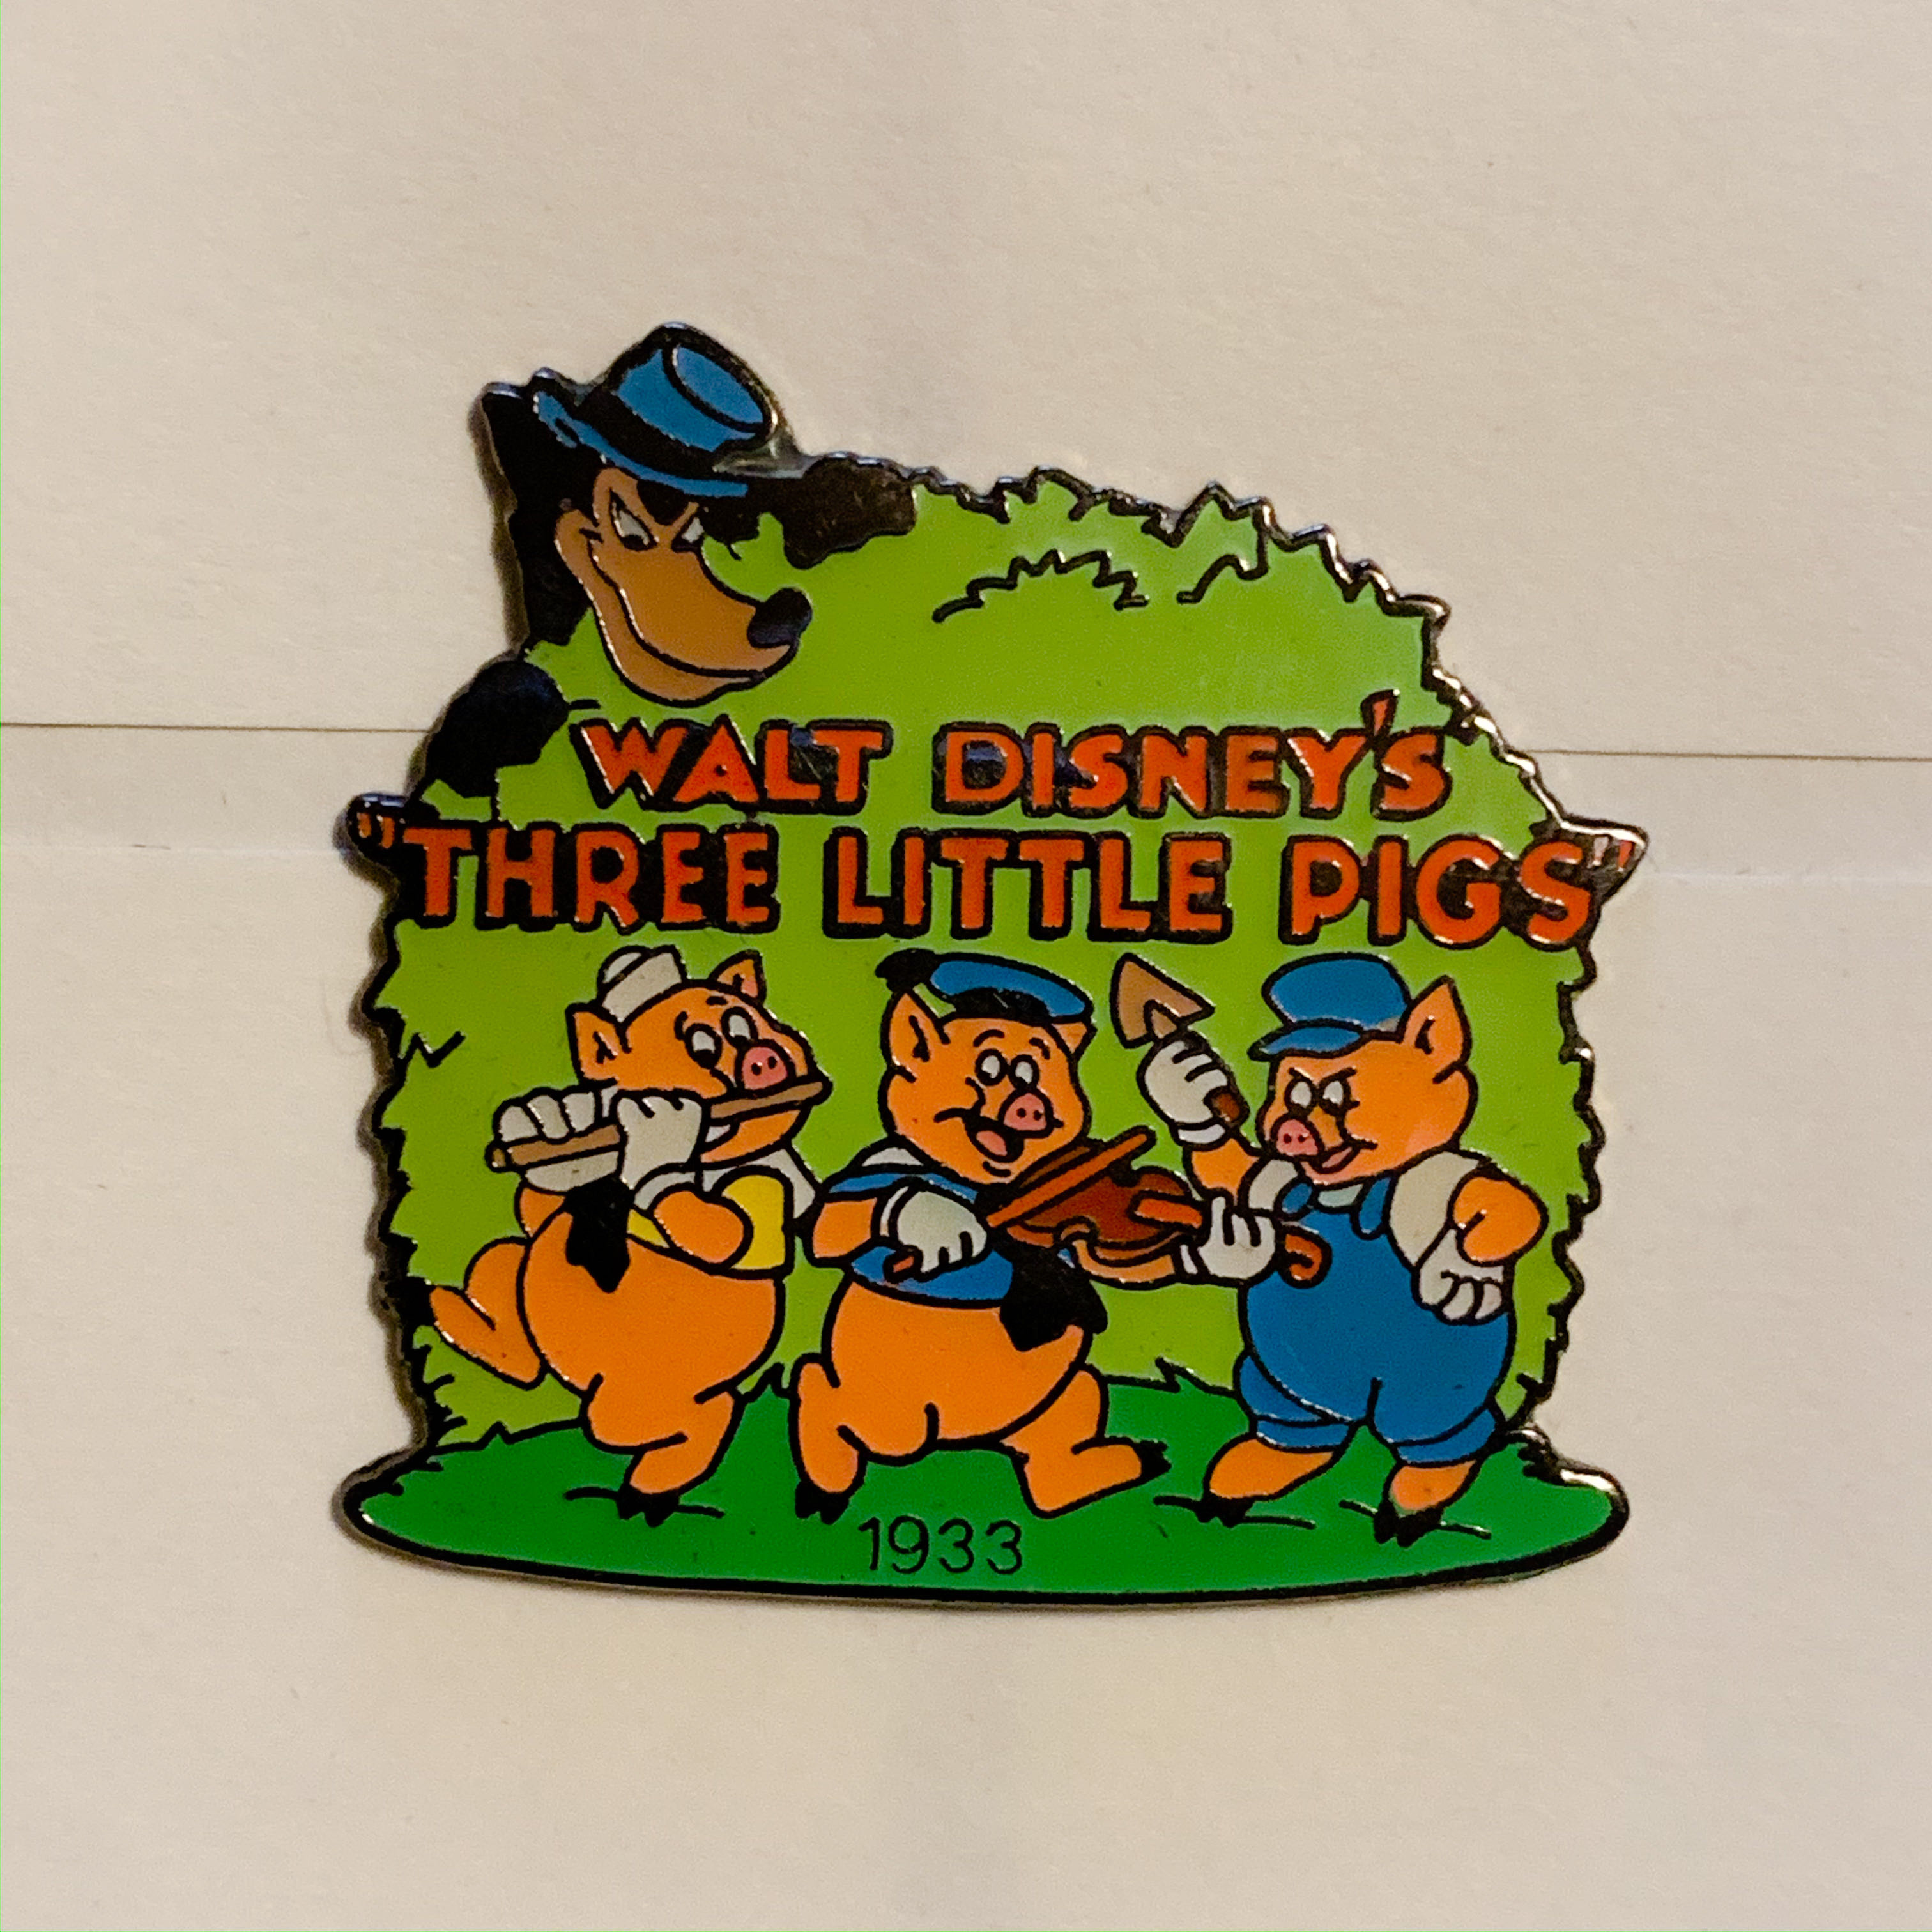 WALT DISNEY'S
"THREE LITTLE PIGS"
1933